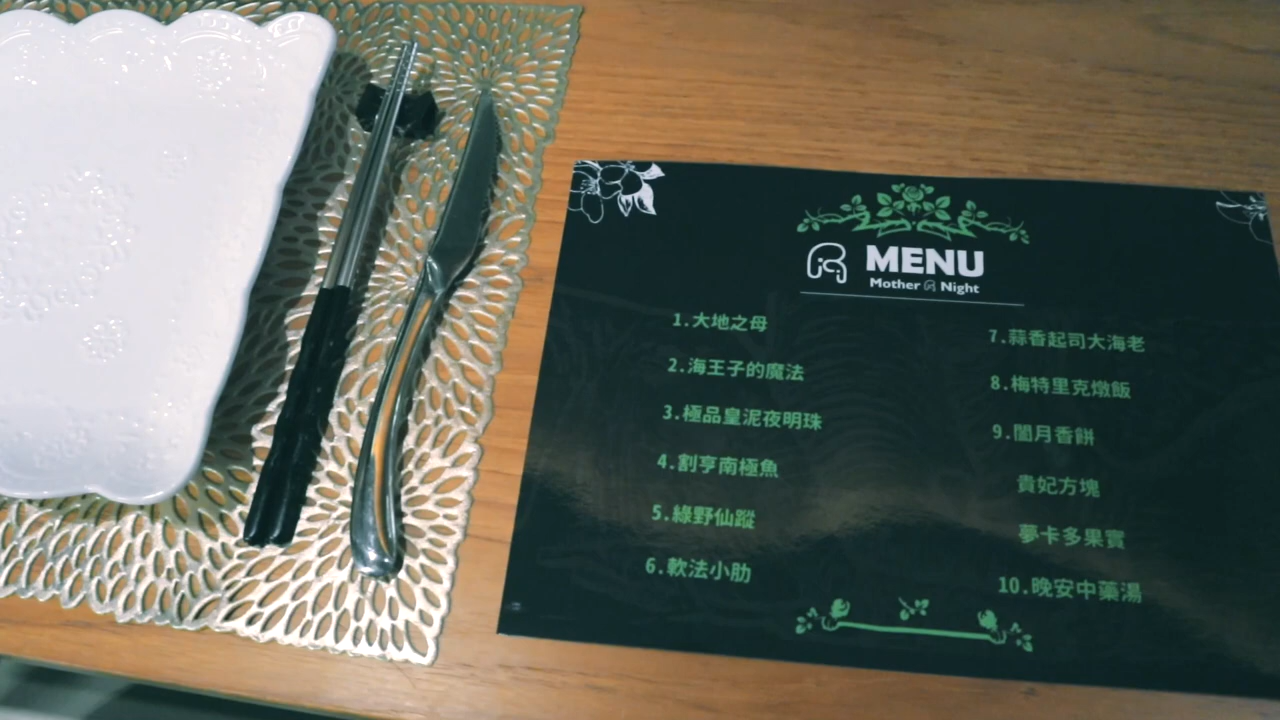 MENU
Mother Night
1.大地之母
2.海王子的魔法
3.極品皇泥夜明珠
4.割亨南極魚
5.綠野仙蹤
6.軟法小肋
7.蒜香起司大海老
8.梅特里克燉飯
9.闔月香餅
貴妃方塊
夢卡多果實
10.晚安中藥湯